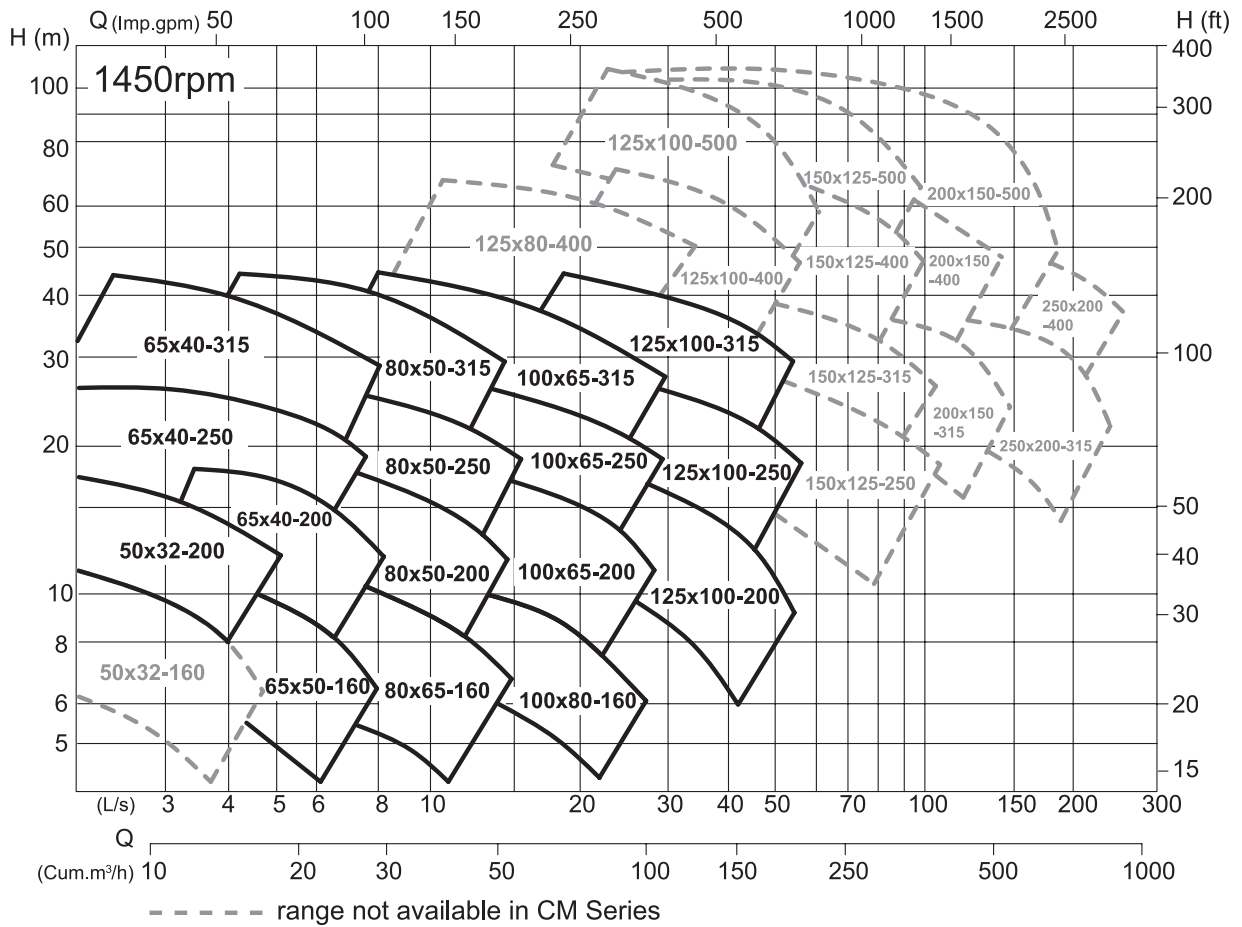 Q (Imp.gpm) 50 100 150 250 500 1000 1500 2500 H (ft)
H (m)
1450rpm
400
100
300
125x100-500
80
150x125-500
200x150-500
60
200
125x80-400
50
125x100-400
150x125-400
200x150
-400
40
250x200
-400
65x40-315
125x100-315
30
100
80x50-315
100x65-315
150x125-315
200x150
-315
65x40-250
20
250x200-315
80x50-250
100x65-250
125x100-250
150x125-250
65x40-200
50
50x32-200
40
80x50-200
100x65-200
125x100-200
10
30
8
50x32-160
65x50-160
80x65-160
100x80-160
6
20
5
15
(L/s) 3 4 5 6 8 10 20 30 40 50 70 100 150 200 300
Q
(Cum.m³/h) 10 20 30 50 100 150 250 500 1000
range not available in CM Series